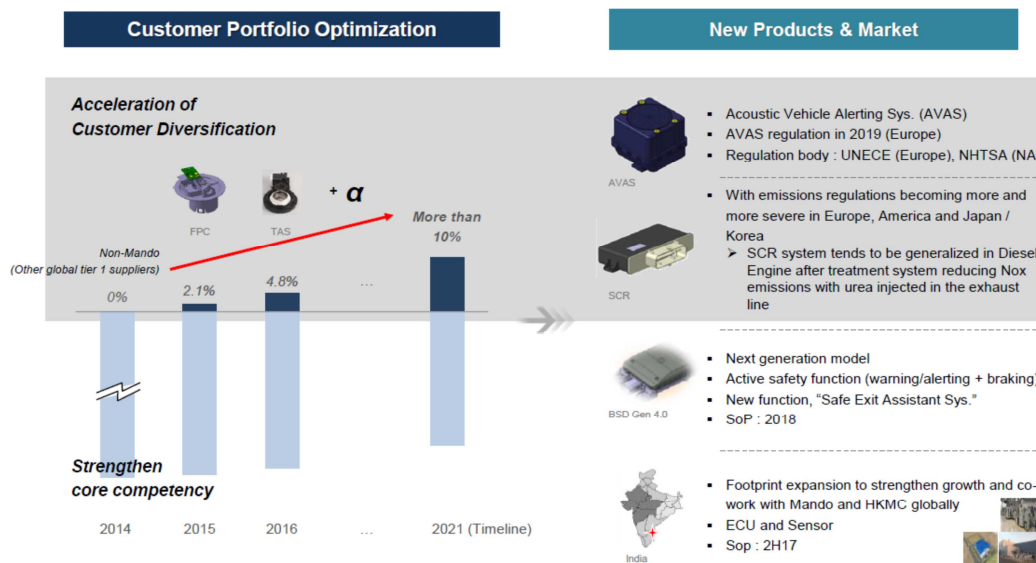 Customer Portfolio Optimization
Acceleration of
Customer Diversification
+ α
FPC
TAS
More than
10%
Non-Mando
(Other global tier 1 suppliers)
0%
2.1%
4.8%
...
Strengthen
core competency
2014
2015
2016
...
2021 (Timeline)
New Products & Market
AVAS
▪ Acoustic Vehicle Alerting Sys. (AVAS)
▪ AVAS regulation in 2019 (Europe)
▪ Regulation body : UNECE (Europe), NHTSA (NA
SCR
▪ With emissions regulations becoming more and
more severe in Europe, America and Japan /
Korea
➢ SCR system tends to be generalized in Diesel
Engine after treatment system reducing Nox
emissions with urea injected in the exhaust
line
BSD Gen 4.0
▪ Next generation model
▪ Active safety function (warning/alerting + braking)
▪ New function, “Safe Exit Assistant Sys.”
▪ SoP : 2018
India
▪ Footprint expansion to strengthen growth and co-
work with Mando and HKMC globally
▪ ECU and Sensor
▪ Sop : 2H17